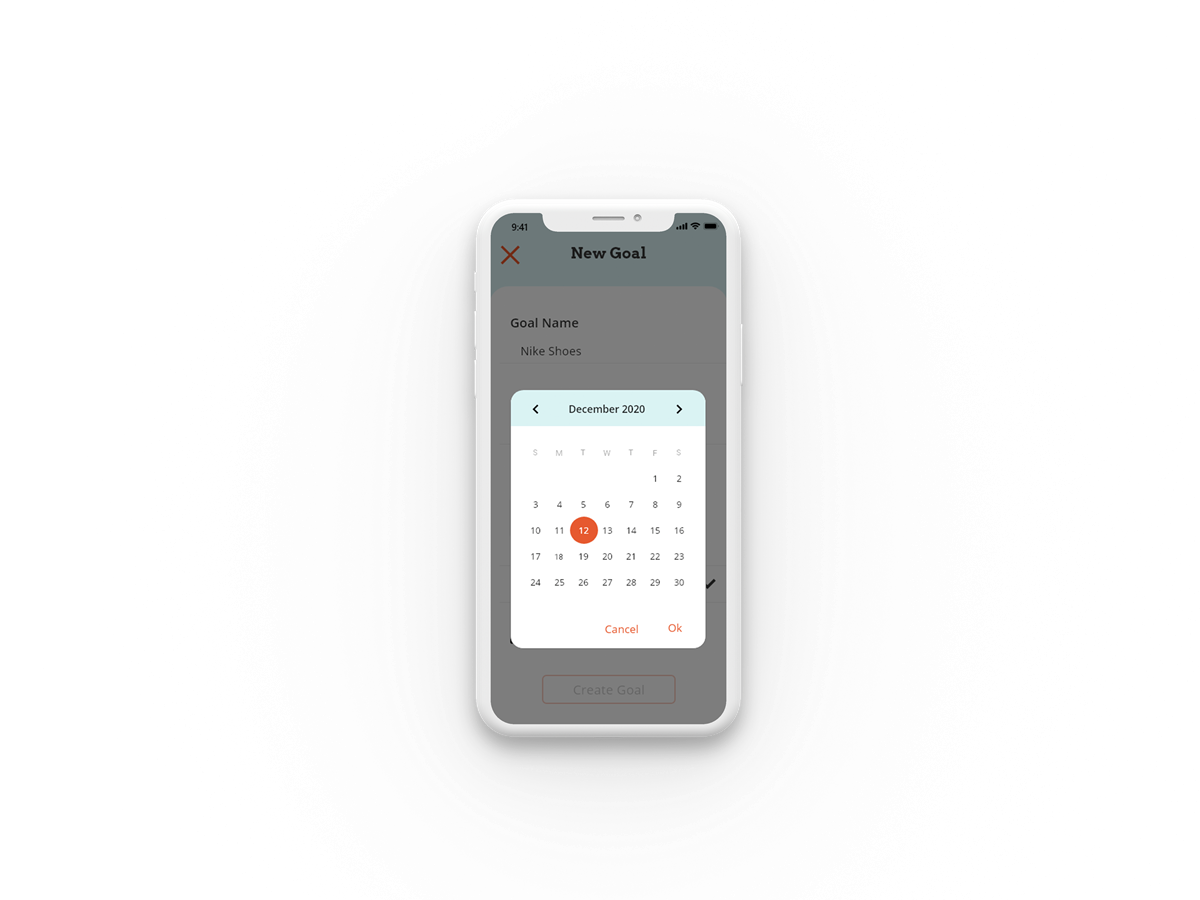 9:41
New Goal
Goal Name
Nike Shoes
December 2020
S M T W T F S
1 2
3 4 5 6 7 8 9
10 11 12 13 14 15 16
17 18 19 20 21 22 23
24 25 26 27 28 29 30
Cancel Ok
Create Goal